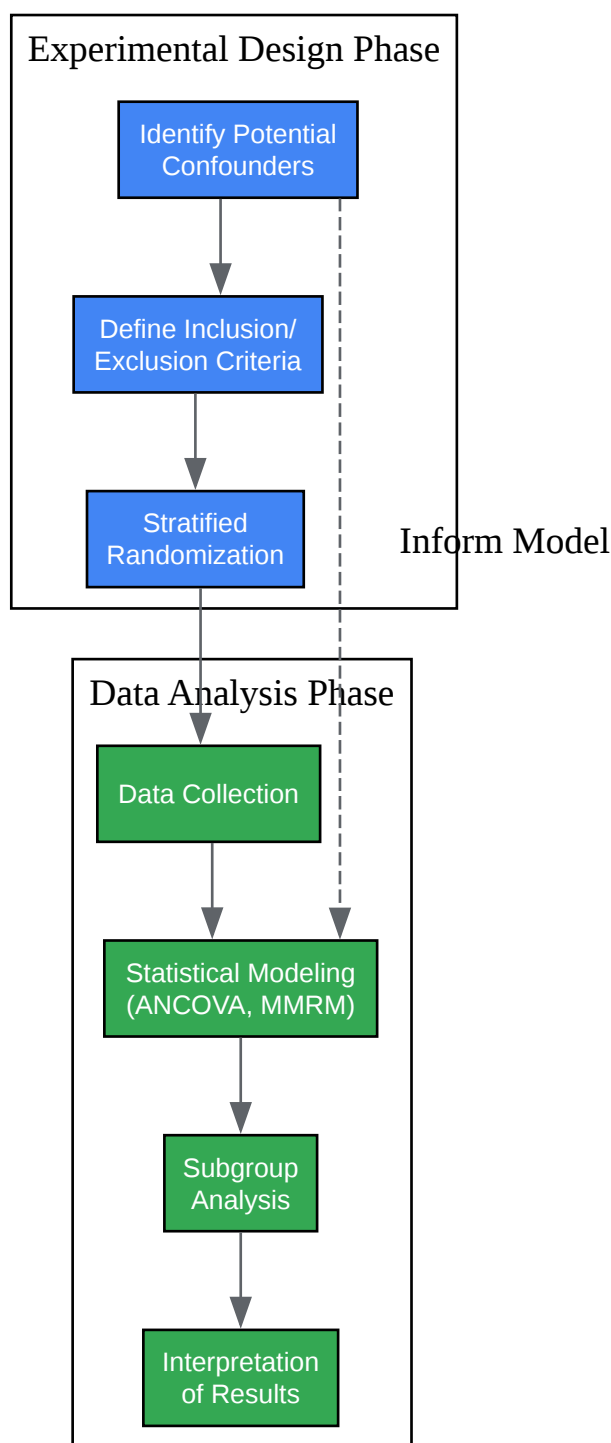 Experimental Design Phase
Identify Potential
Confounders
Define Inclusion/
Exclusion Criteria
Stratified
Randomization
Inform Model
Data Analysis Phase
Data Collection
Statistical Modeling
(ANCOVA, MMRM)
Subgroup
Analysis
Interpretation
of Results